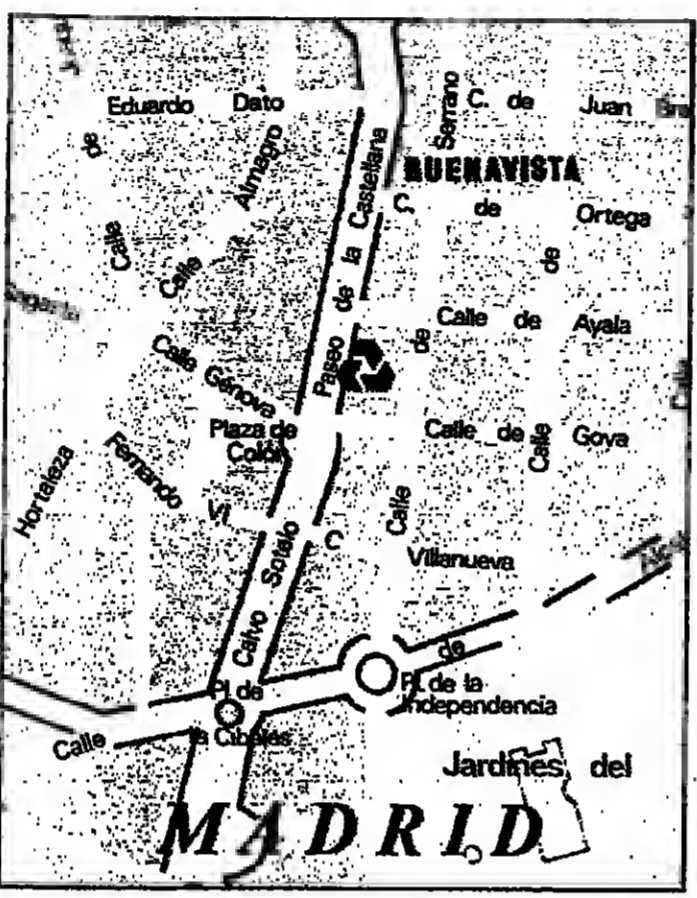 Eduardo Dato
Serrano
C. de Juan
de
Almagro
BUENAVISTA
Paseo de la Castellana
C de Ortega
Calle
Calle
de
Calle de Ayala
de
Calle Génova
Plaza de
Colón
Calle de Goya
Calle
Hortaleza
Fernando VI
Calle
C
Villanueva
Calvo Sotelo
de
Pl de
la Cibeles
Pl de la
Independencia
Calle
Jardines del
MADRID